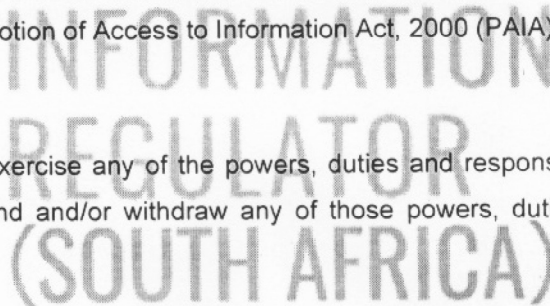 otion of Access to Information Act, 2000 (PAIA)
INFORMATION
REGULATOR
xercise any of the powers, duties and respons
nd and/or withdraw any of those powers, dut
(SOUTH AFRICA)